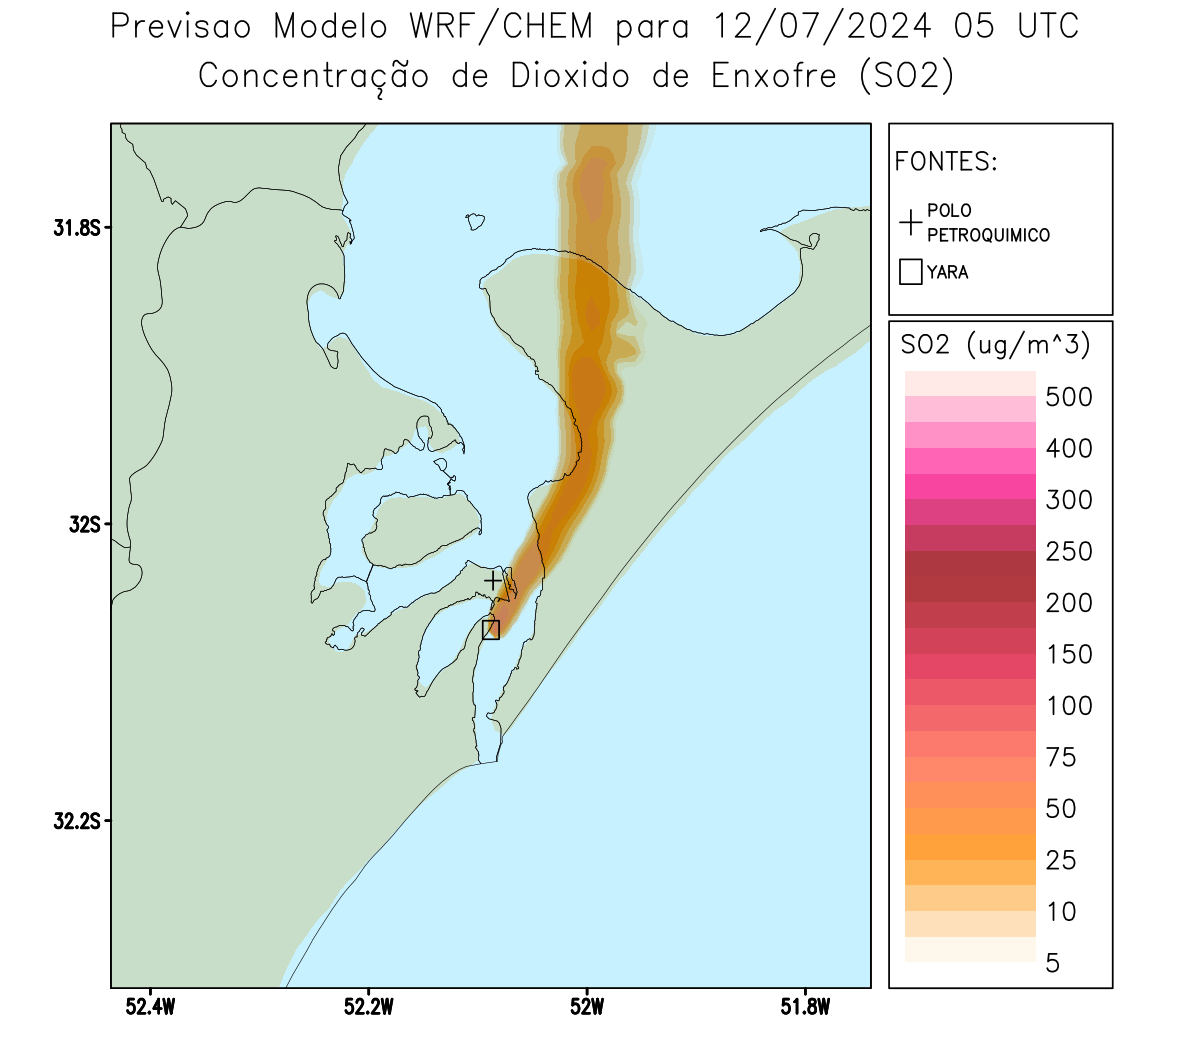 Previsao Modelo WRF/CHEM para 12/07/2024 05 UTC
Concentração de Dioxido de Enxofre (SO2)
FONTES:
POLO
PETROQUIMICO
YARA
31.8S
32S
32.2S
52.4W
52.2W
52W
51.8W
SO2 (ug/m^3)
500
400
300
250
200
150
100
75
50
25
10
5